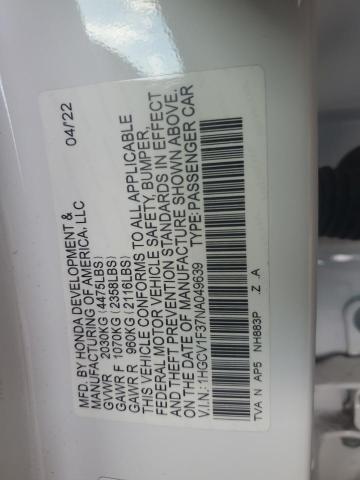 MFD. BY HONDA DEVELOPMENT &
MANUFACTURING OF AMERICA, LLC 04/22
GVWR 2030KG (4475LBS)
GAWR F 1070KG (2358LBS)
GAWR R 960KG (2116LBS)
THIS VEHICLE CONFORMS TO ALL APPLICABLE
FEDERAL MOTOR VEHICLE SAFETY, BUMPER,
AND THEFT PREVENTION STANDARDS IN EFFECT
ON THE DATE OF MANUFACTURE SHOWN ABOVE.
V.I.N.:1HGCV1F37NA049639 TYPE:PASSENGER CAR
TVA N AP5 NH883P .Z .A